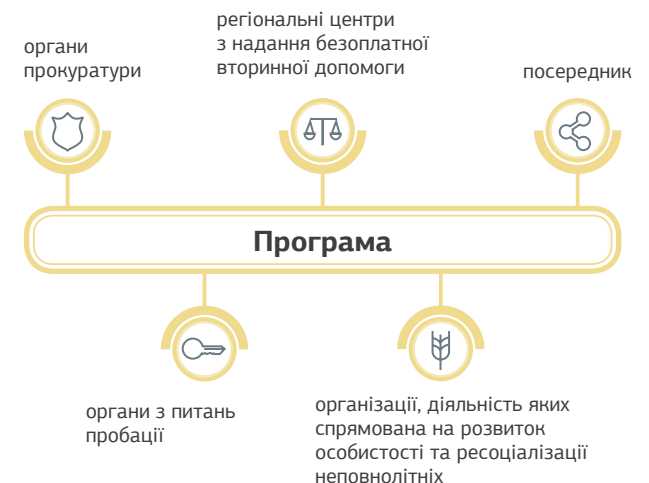 органи
прокуратури
регіональні центри
з надання безоплатної
вторинної допомоги
посередник
Програма
органи з питань
пробації
організації, діяльність яких
спрямована на розвиток
особистості та ресоціалізації
неповнолітніх